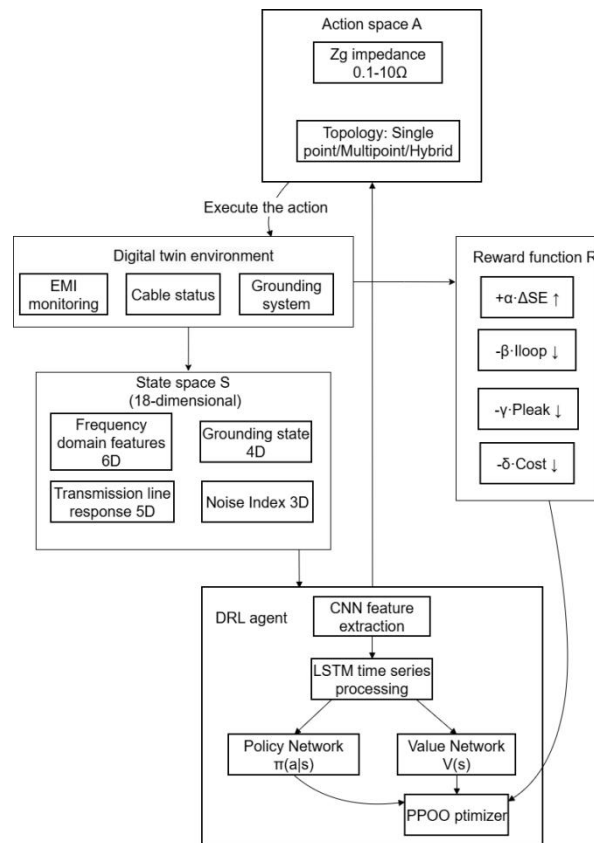 Action space A
Zg impedance
0.1-10Ω
Topology: Single
point/Multipoint/Hybrid
Execute the action
Digital twin environment
EMI
monitoring
Cable status
Grounding
system
Reward function R
+α·ΔSE ↑
-β·Iloop ↓
-γ·Pleak ↓
-δ·Cost ↓
State space S
(18-dimensional)
Frequency
domain features
6D
Grounding state
4D
Transmission line
response 5D
Noise Index 3D
DRL agent
CNN feature
extraction
LSTM time series
processing
Policy Network
π(a|s)
Value Network
V(s)
PPOO ptimizer